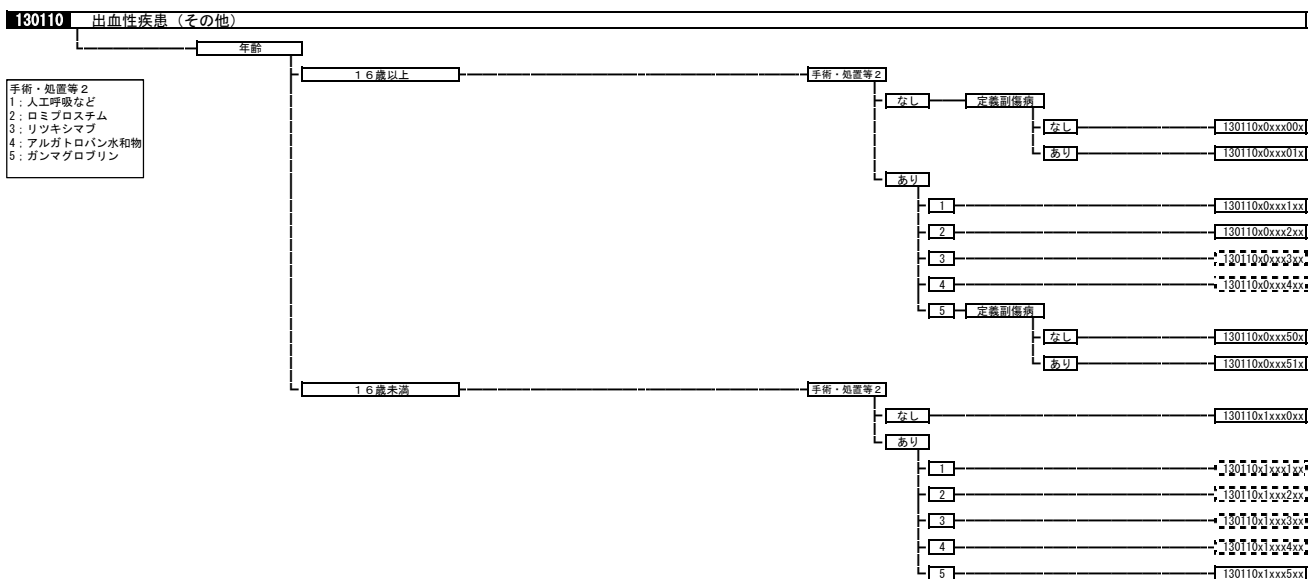 130110 出血性疾患（その他）
年齢
１６歳以上 手術・処置等２
手術・処置等２
1；人工呼吸など
2；ロミプロスチム
3；リツキシマブ
4；アルガトロバン水和物
5；ガンマグロブリン
なし 定義副傷病
なし 130110x0xxx00x
あり 130110x0xxx01x
あり
1 130110x0xxx1xx
2 130110x0xxx2xx
3 130110x0xxx3xx
4 130110x0xxx4xx
5 定義副傷病
なし 130110x0xxx50x
あり 130110x0xxx51x
１６歳未満 手術・処置等２
なし 130110x1xxx0xx
あり
1 130110x1xxx1xx
2 130110x1xxx2xx
3 130110x1xxx3xx
4 130110x1xxx4xx
5 130110x1xxx5xx